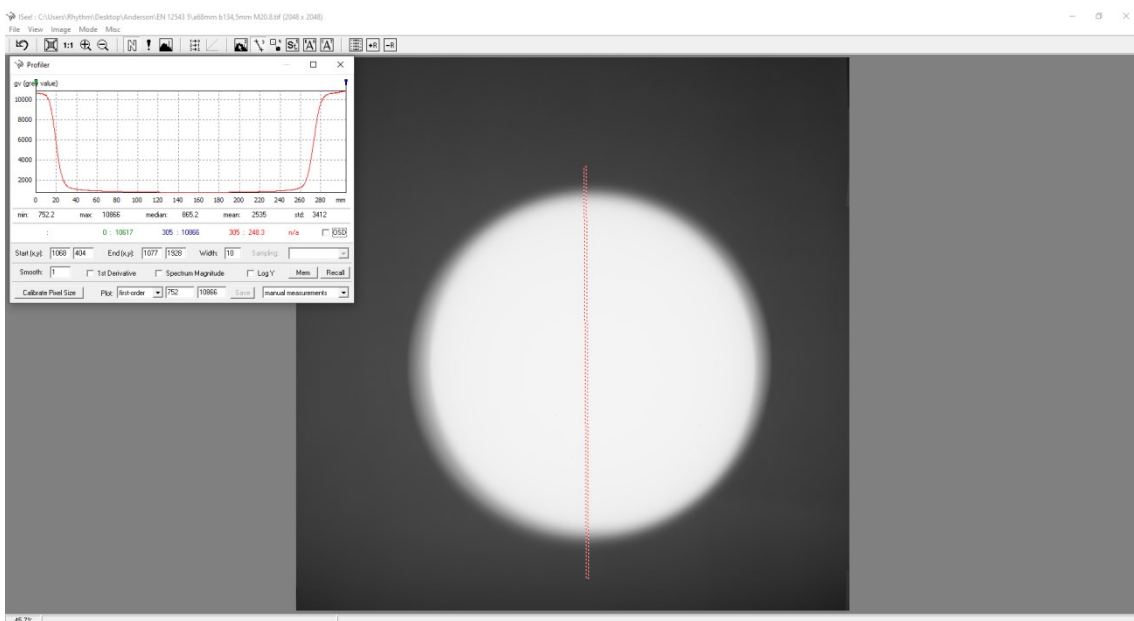 ISee! : C:\Users\Rhythm\Desktop\Anderson\EN 12543 5\a68mm b134,5mm M20.8.tif (2048 x 2048)
File View Image Mode Misc
1:1 N ! St 'A' 'A' +R -R
Profiler
gv (grey value)
10000
8000
6000
4000
2000
0 20 40 60 80 100 120 140 160 180 200 220 240 260 280 mm
min: 752.2 max: 10866 median: 865.2 mean: 2535 std: 3412
: 0 : 10617 305 : 10866 305 : 248.3 n/a OSD
Start (x,y): 1068 404 End (x,y): 1077 1928 Width: 10 Sampling:
Smooth: 1 1st Derivative Spectrum Magnitude Log Y Mem Recall
Calibrate Pixel Size Plot: first-order 752 10866 Save manual measurements